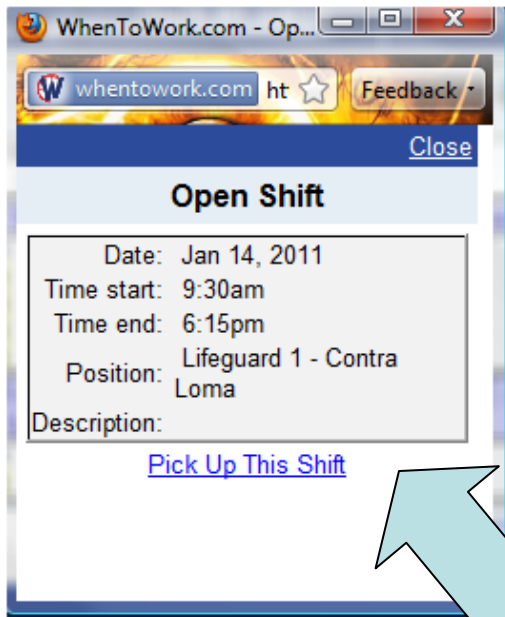 WhenToWork.com - Op...
whentowork.com ht Feedback
Close
Open Shift
Date: Jan 14, 2011
Time start: 9:30am
Time end: 6:15pm
Position: Lifeguard 1 - Contra
Loma
Description:
Pick Up This Shift